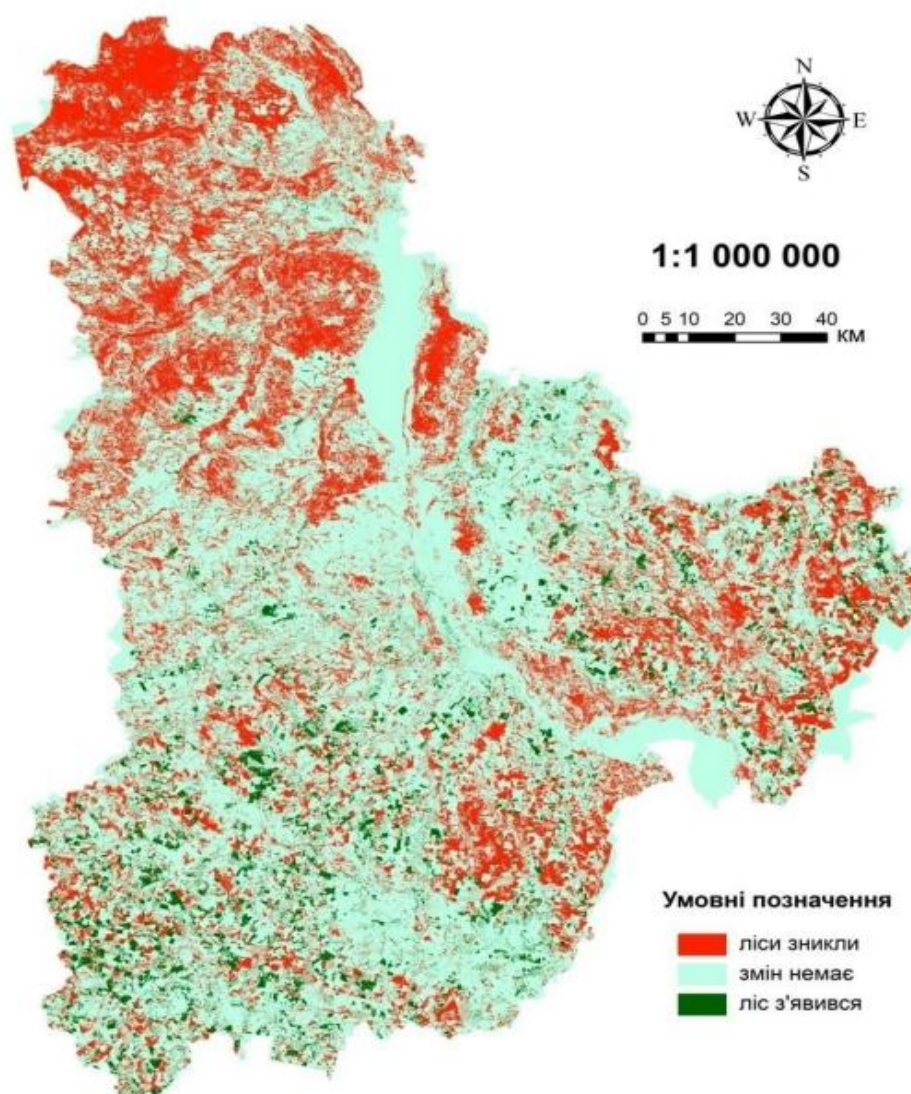 N
W E
S
1:1 000 000
0 5 10 20 30 40
км
Умовні позначення
ліси зникли
змін немає
ліс з'явився